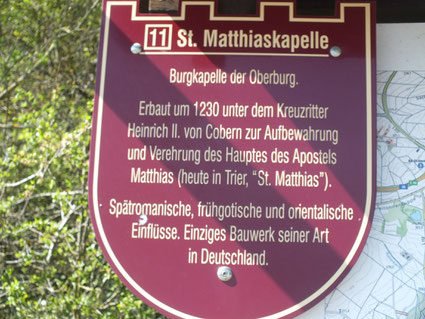 11 St. Matthiaskapelle
Burgkapelle der Oberburg.
Erbaut um 1230 unter dem Kreuzritter
Heinrich II. von Cobern zur Aufbewahrung
und Verehrung des Hauptes des Apostels
Matthias (heute in Trier, "St. Matthias").
Spätromanische, frühgotische und orientalische
Einflüsse. Einziges Bauwerk seiner Art
in Deutschland.